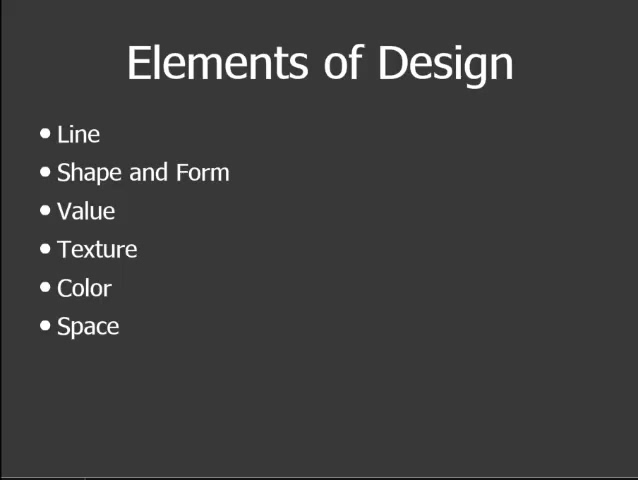 Elements of Design
• Line
• Shape and Form
• Value
• Texture
• Color
• Space